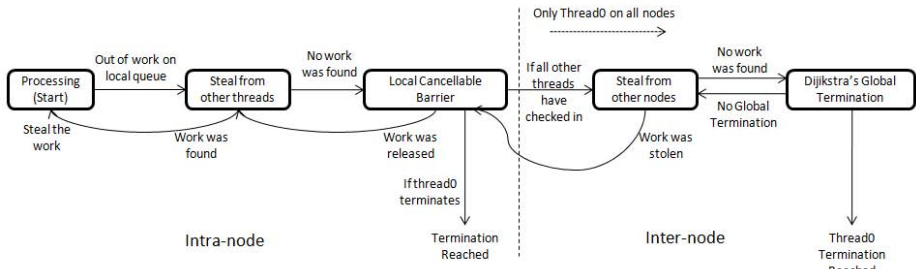 Only Thread0 on all nodes
Out of work on
local queue
No work
was found
If all other
threads
have
checked in
No work
was found
Processing
(Start)
Steal from
other threads
Local Cancellable
Barrier
Steal from
other nodes
Dijikstra's Global
Termination
No Global
Termination
Steal the
work
Work was
found
Work was
released
Work was
stolen
If thread0
terminates
Intra-node
Termination
Reached
Inter-node
Thread0
Termination
Reached